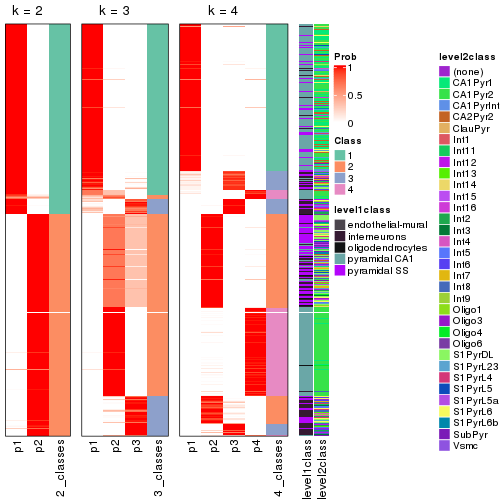 k = 2
k = 3
k = 4
p1
p2
2_classes
p1
p2
p3
3_classes
p1
p2
p3
p4
4_classes
level1class
level2class
Prob
1
0.5
0
Class
1
2
3
4
level1class
endothelial-mural
interneurons
oligodendrocytes
pyramidal CA1
pyramidal SS
level2class
(none)
CA1Pyr1
CA1Pyr2
CA1PyrInt
CA2Pyr2
ClauPyr
Int1
Int11
Int12
Int13
Int14
Int15
Int16
Int2
Int3
Int4
Int5
Int6
Int7
Int8
Int9
Oligo1
Oligo3
Oligo4
Oligo6
S1PyrDL
S1PyrL23
S1PyrL4
S1PyrL5
S1PyrL5a
S1PyrL6
S1PyrL6b
SubPyr
Vsmc